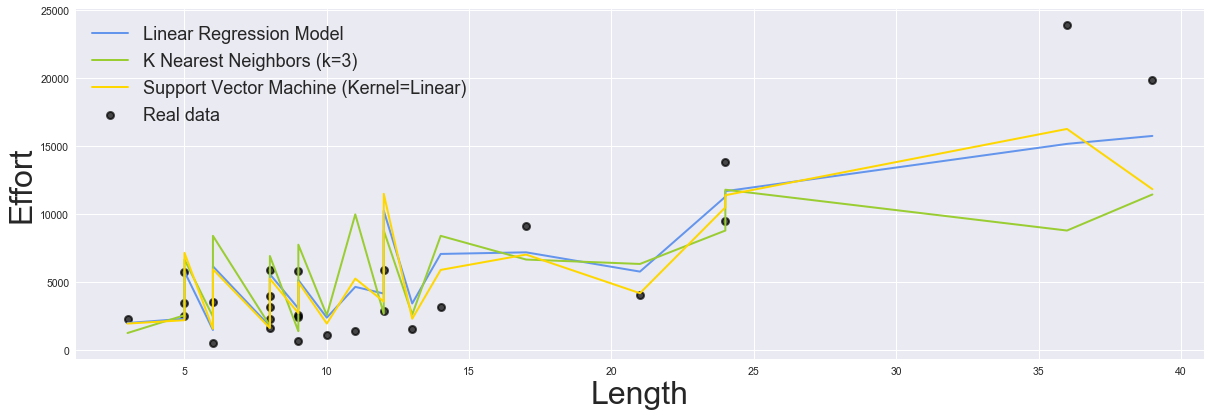 25000
20000
15000
10000
5000
0
Effort
Linear Regression Model
K Nearest Neighbors (k=3)
Support Vector Machine (Kernel=Linear)
Real data
5
10
15
20
25
30
35
40
Length